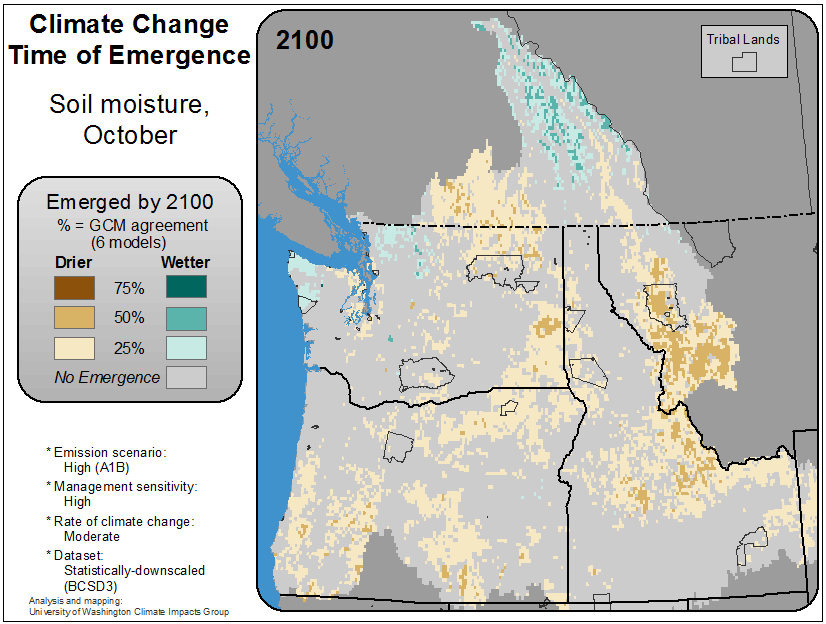 Climate Change
Time of Emergence
Soil moisture,
October
Emerged by 2100
% = GCM agreement
(6 models)
Drier Wetter
75%
50%
25%
No Emergence
* Emission scenario:
High (A1B)
* Management sensitivity:
High
* Rate of climate change:
Moderate
* Dataset:
Statistically-downscaled
(BCSD3)
Analysis and mapping:
University of Washington Climate Impacts Group
2100
Tribal Lands